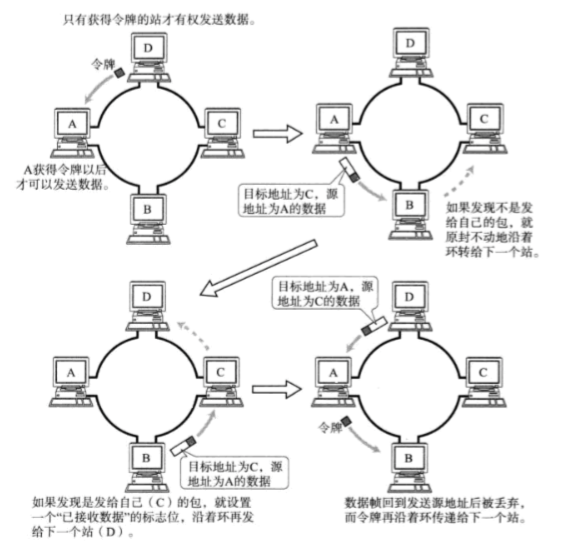 只有获得令牌的站才有权发送数据。
D
令牌
A
C
A获得令牌以后
才可以发送数据。
B
D
A
C
目标地址为C，源
地址为A的数据
B
如果发现不是发
给自己的包，就
原封不动地沿着
环转给下一个站。
D
A
C
B
目标地址为C，源
地址为A的数据
如果发现是发给自己（C）的包，就设置
一个“已接收数据”的标志位，沿着环再发
给下一个站（D）。
目标地址为A，源
地址为C的数据
D
A
C
令牌
B
数据帧回到发送源地址后被丢弃，
而令牌再沿着环传递给下一个站。